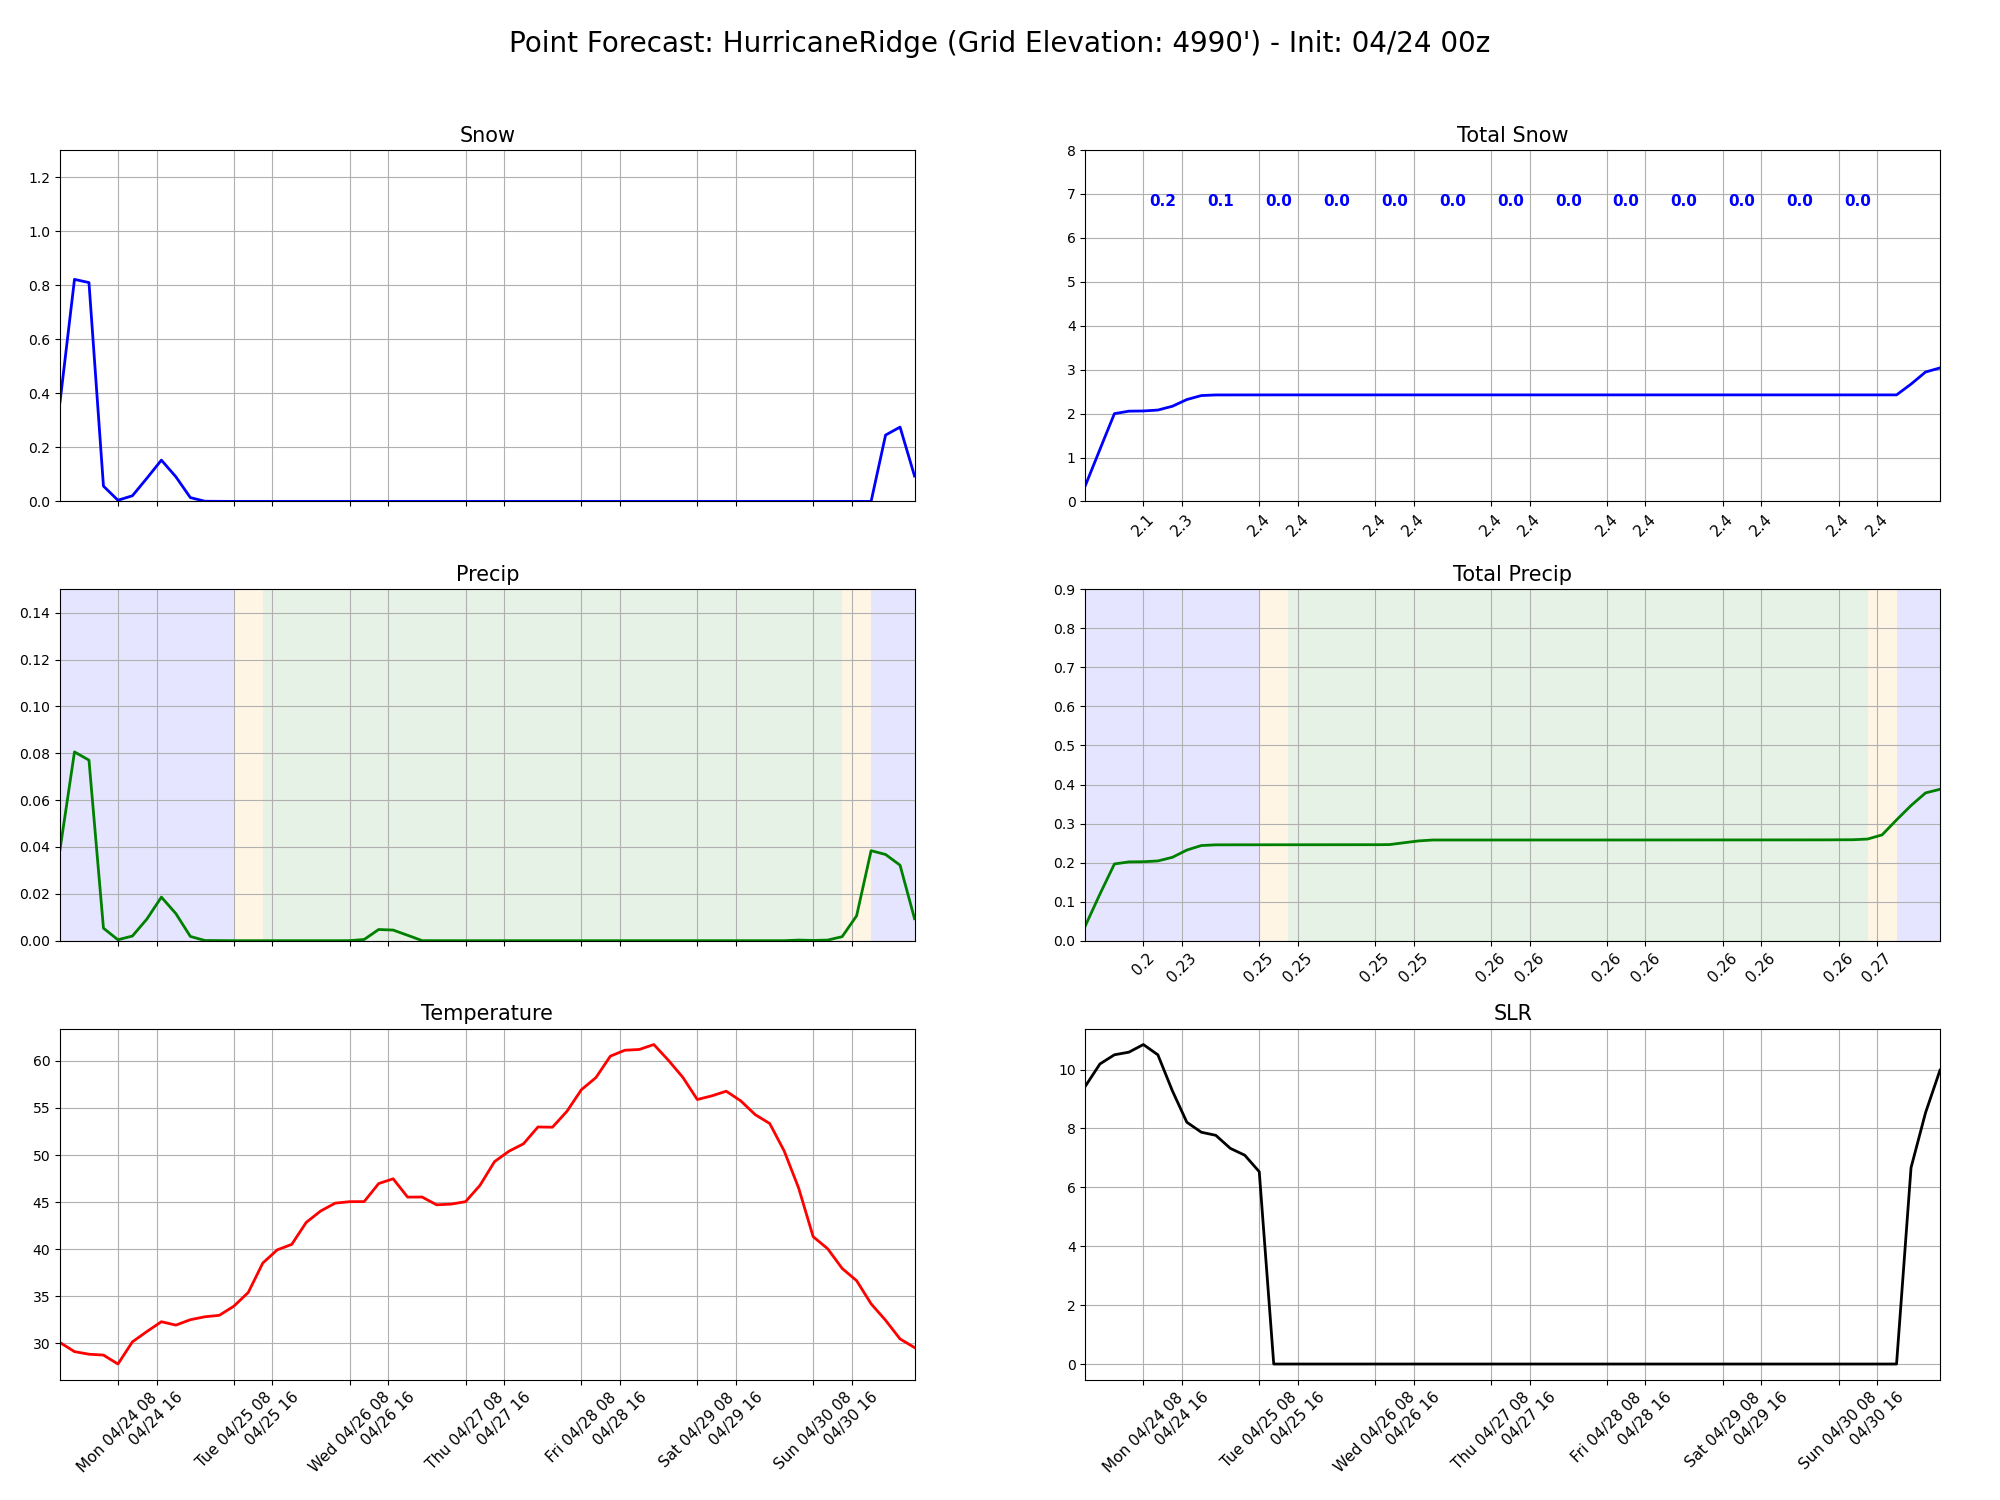 Point Forecast: HurricaneRidge (Grid Elevation: 4990') - Init: 04/24 00z
Snow
1.2
1.0
0.8
0.6
0.4
0.2
0.0
Total Snow
8
7
6
5
4
3
2
1
0
0.2 0.1 0.0 0.0 0.0 0.0 0.0 0.0 0.0 0.0 0.0 0.0 0.0
2.1 2.3 2.4 2.4 2.4 2.4 2.4 2.4 2.4 2.4 2.4 2.4 2.4 2.4
Precip
0.14
0.12
0.10
0.08
0.06
0.04
0.02
0.00
Total Precip
0.9
0.8
0.7
0.6
0.5
0.4
0.3
0.2
0.1
0.0
0.2 0.23 0.25 0.25 0.25 0.25 0.26 0.26 0.26 0.26 0.26 0.26 0.26 0.27
Temperature
60
55
50
45
40
35
30
Mon 04/24 08
04/24 16
Tue 04/25 08
04/25 16
Wed 04/26 08
04/26 16
Thu 04/27 08
04/27 16
Fri 04/28 08
04/28 16
Sat 04/29 08
04/29 16
Sun 04/30 08
04/30 16
SLR
10
8
6
4
2
0
Mon 04/24 08
04/24 16
Tue 04/25 08
04/25 16
Wed 04/26 08
04/26 16
Thu 04/27 08
04/27 16
Fri 04/28 08
04/28 16
Sat 04/29 08
04/29 16
Sun 04/30 08
04/30 16